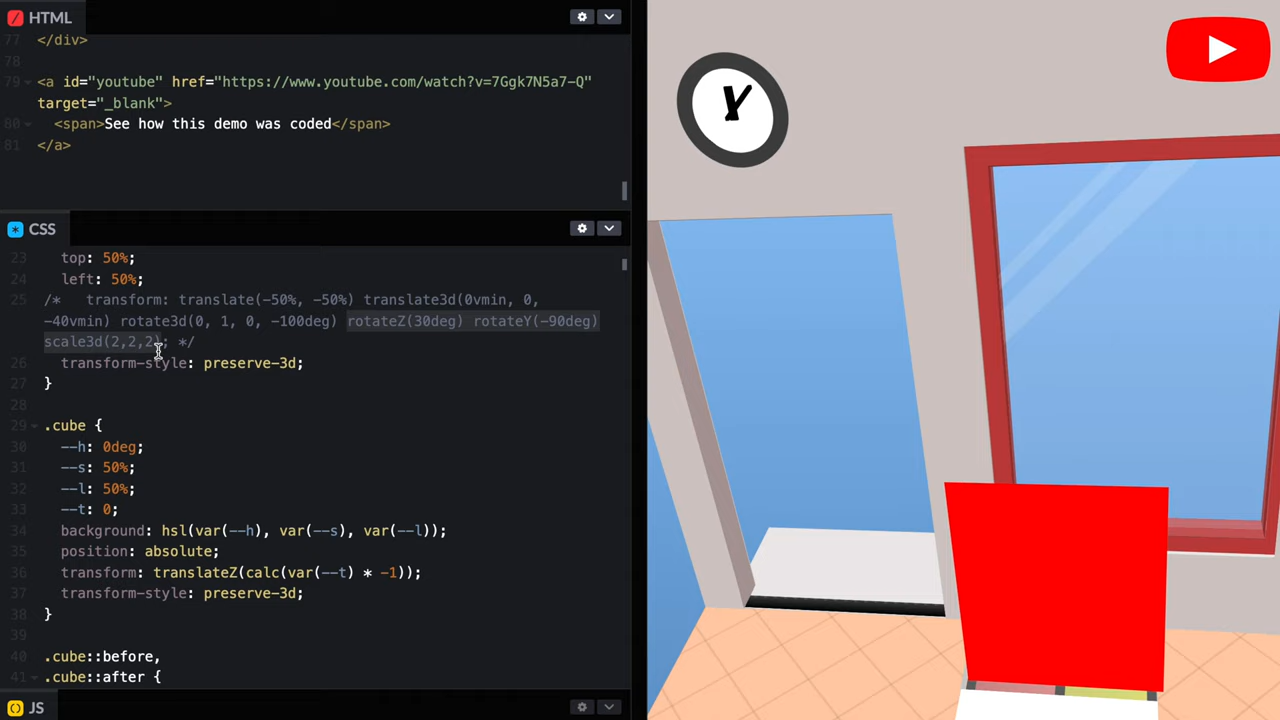 HTML
77 </div>
78
79 <a id="youtube" href="https://www.youtube.com/watch?v=7Ggk7N5a7-Q"
target="_blank">
80 <span>See how this demo was coded</span>
81 </a>
CSS
23 top: 50%;
24 left: 50%;
25 /* transform: translate(-50%, -50%) translate3d(0vmin, 0,
-40vmin) rotate3d(0, 1, 0, -100deg) rotateZ(30deg) rotateY(-90deg)
scale3d(2,2,2); */
26 transform-style: preserve-3d;
27 }
28
29 .cube {
30 --h: 0deg;
31 --s: 50%;
32 --l: 50%;
33 --t: 0;
34 background: hsl(var(--h), var(--s), var(--l));
35 position: absolute;
36 transform: translateZ(calc(var(--t) * -1));
37 transform-style: preserve-3d;
38 }
39
40 .cube::before,
41 .cube::after {
JS